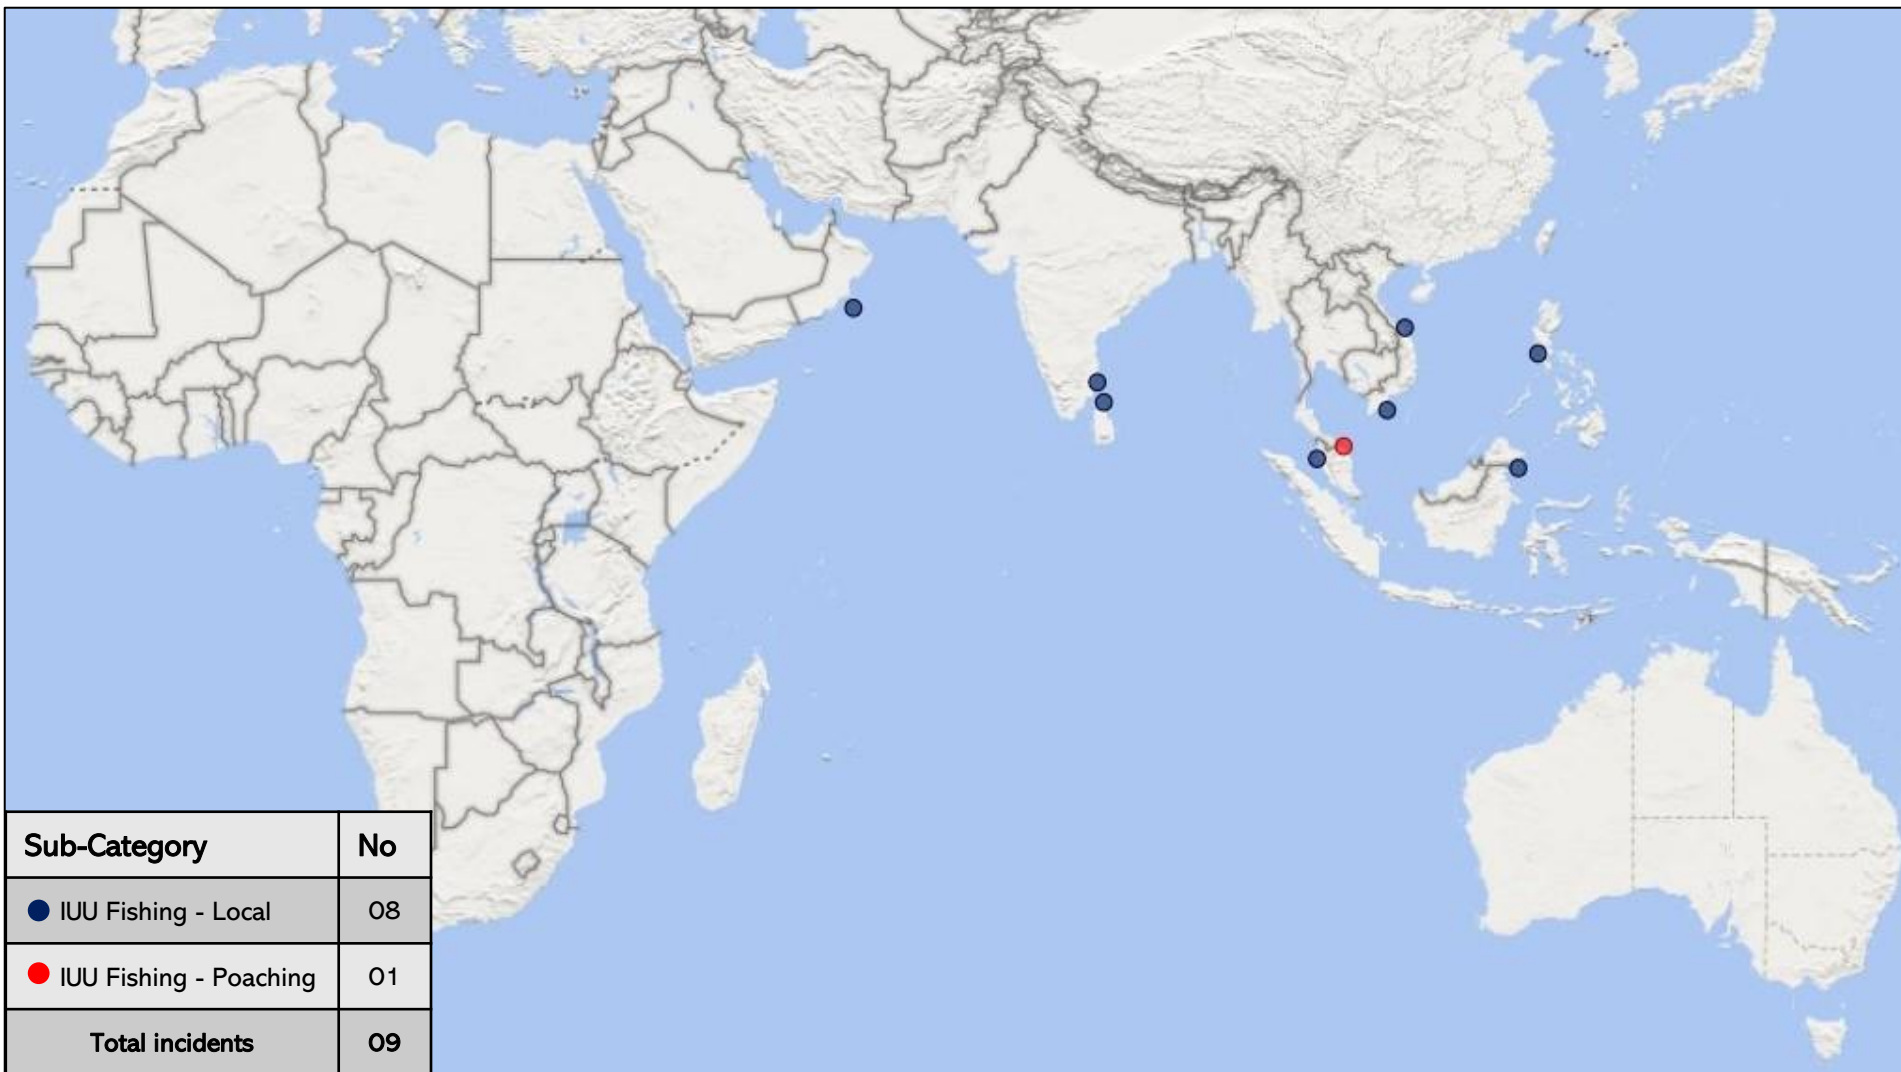 Sub-Category No
IUU Fishing - Local 08
IUU Fishing - Poaching 01
Total incidents 09